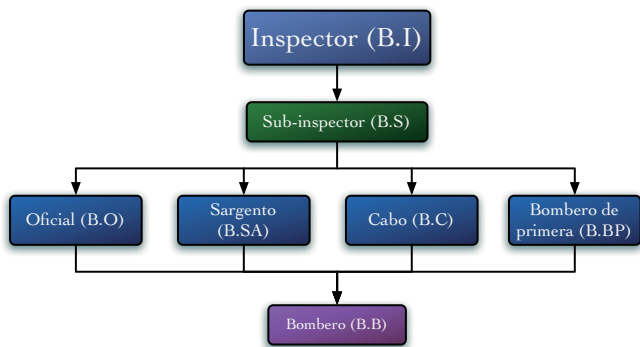 Inspector (B.I)
Sub-inspector (B.S)
Oficial (B.O)
Sargento
(B.SA)
Cabo (B.C)
Bombero de
primera (B.BP)
Bombero (B.B)